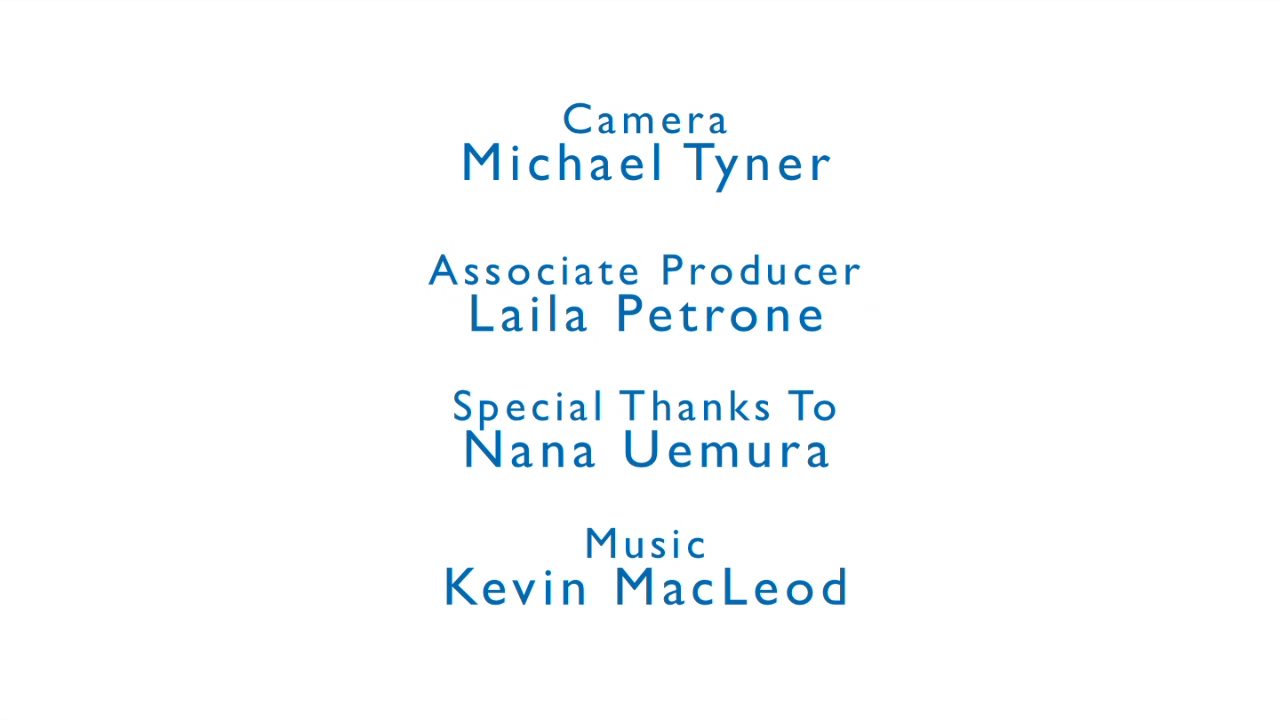 Camera
Michael Tyner
Associate Producer
Laila Petrone
Special Thanks To
Nana Uemura
Music
Kevin MacLeod